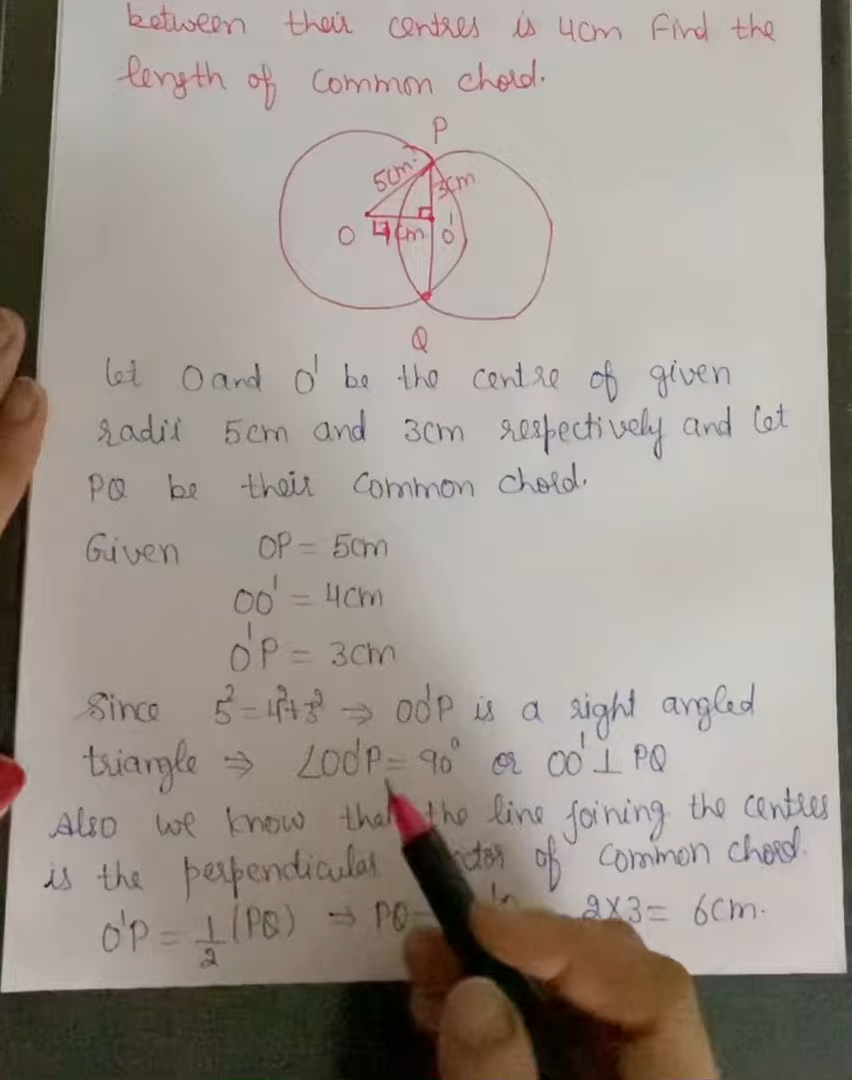 between their centres is 4cm Find the
length of common chord.
P
5cm
3cm
O 4cm O'
Q
Let O and O' be the centre of given
radii 5cm and 3cm respectively and let
PQ be their common chord.
Given OP = 5cm
OO' = 4cm
O'P = 3cm
Since 5² = 4²+3² ⇒ OO'P is a right angled
triangle ⇒ ∠OO'P = 90° or OO' ⊥ PQ
Also we know the line joining the centres
is the perpendicular of common chord.
O'P = 1/2 (PQ) ⇒ PQ = 2×3 = 6cm.